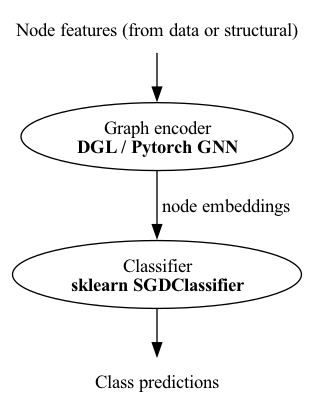 Node features (from data or structural)
Graph encoder
DGL / Pytorch GNN
node embeddings
Classifier
sklearn SGDClassifier
Class predictions